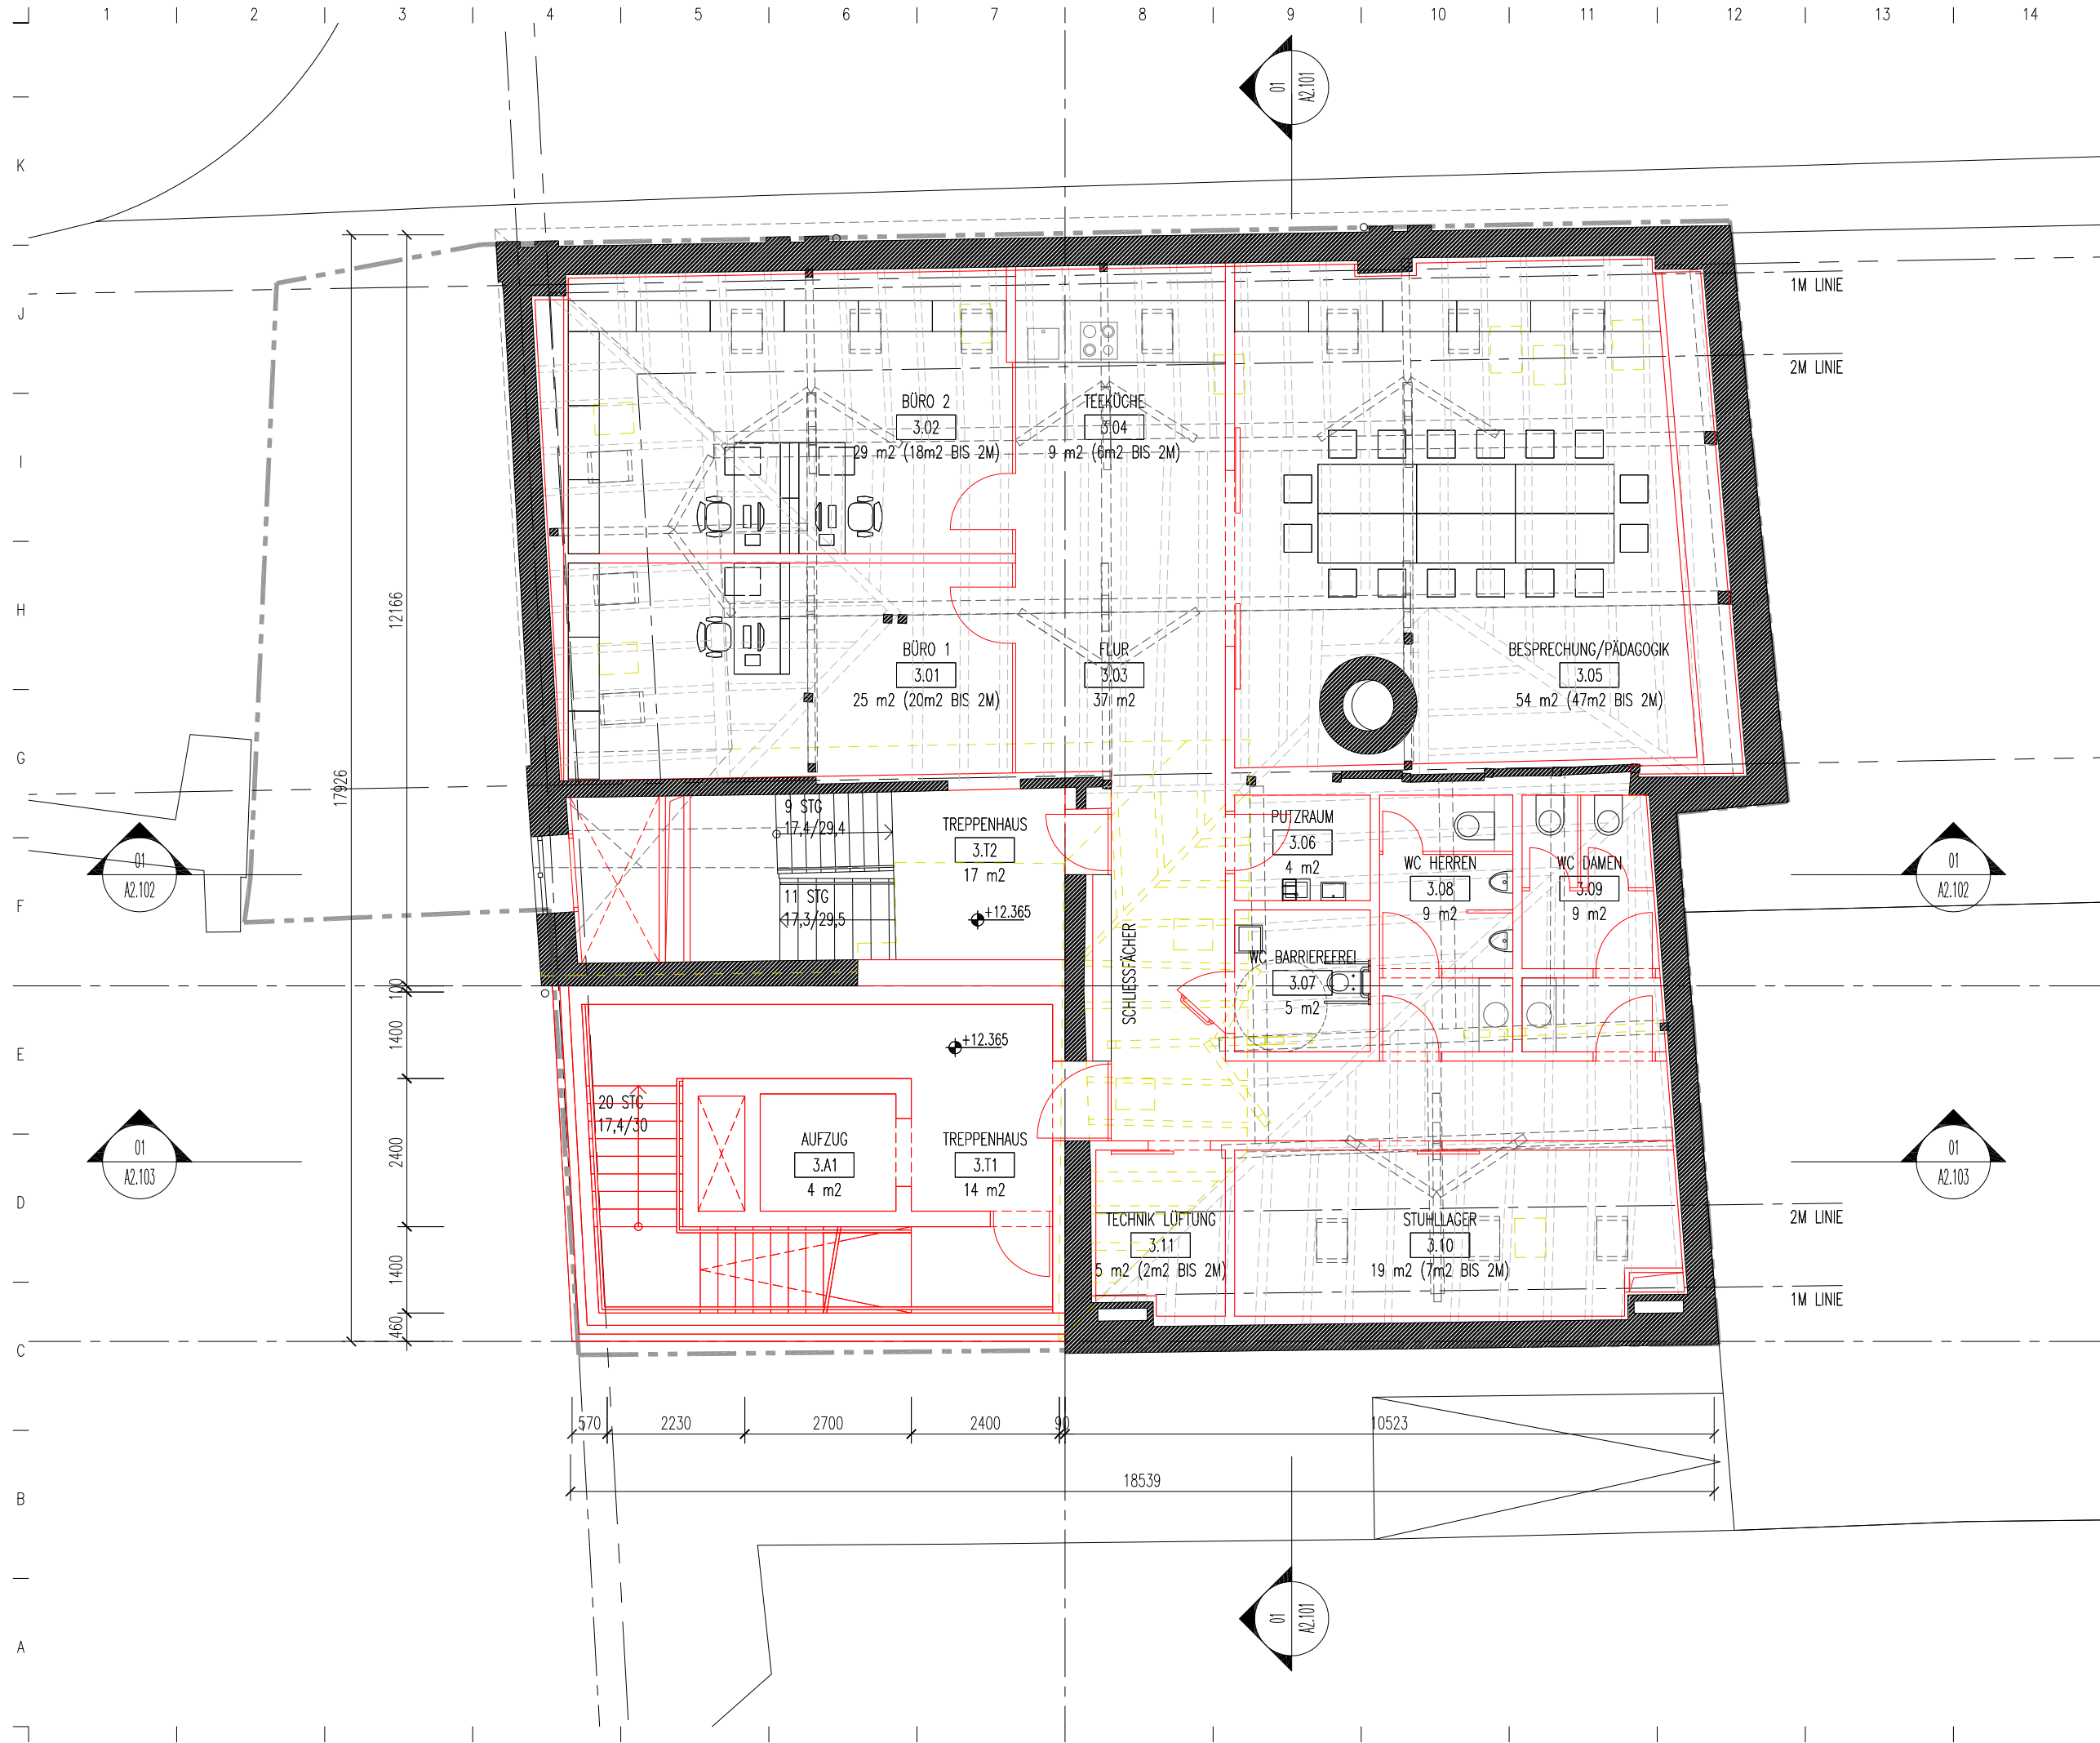 1 2 3 4 5 6 7 8 9 10 11 12 13 14
01
A2.101
K
1M LINIE
J
2M LINIE
BÜRO 2
3.02
29 m2 (18m2 BIS 2M)
TEEKÜCHE
3.04
9 m2 (6m2 BIS 2M)
I
H
12166
BÜRO 1
3.01
25 m2 (20m2 BIS 2M)
FLUR
3.03
37 m2
BESPRECHUNG/PÄDAGOGIK
3.05
54 m2 (47m2 BIS 2M)
G
17926
9 STG
17,4/29,4
TREPPENHAUS
3.T2
17 m2
PUTZRAUM
3.06
4 m2
WC HERREN
3.08
9 m2
WC DAMEN
3.09
9 m2
01
A2.102
01
A2.102
F
11 STG
17,3/29,5
+12.365
SCHLIESSFÄCHER
WC BARRIEREFREI
3.07
5 m2
100
E
1400
+12.365
20 STG
17,4/30
AUFZUG
3.A1
4 m2
TREPPENHAUS
3.T1
14 m2
01
A2.103
01
A2.103
2400
D
2M LINIE
TECHNIK LÜFTUNG
3.11
5 m2 (2m2 BIS 2M)
STUHLLAGER
3.10
19 m2 (7m2 BIS 2M)
1400
1M LINIE
460
C
570 2230 2700 2400 90 10523
18539
B
01
A2.101
A